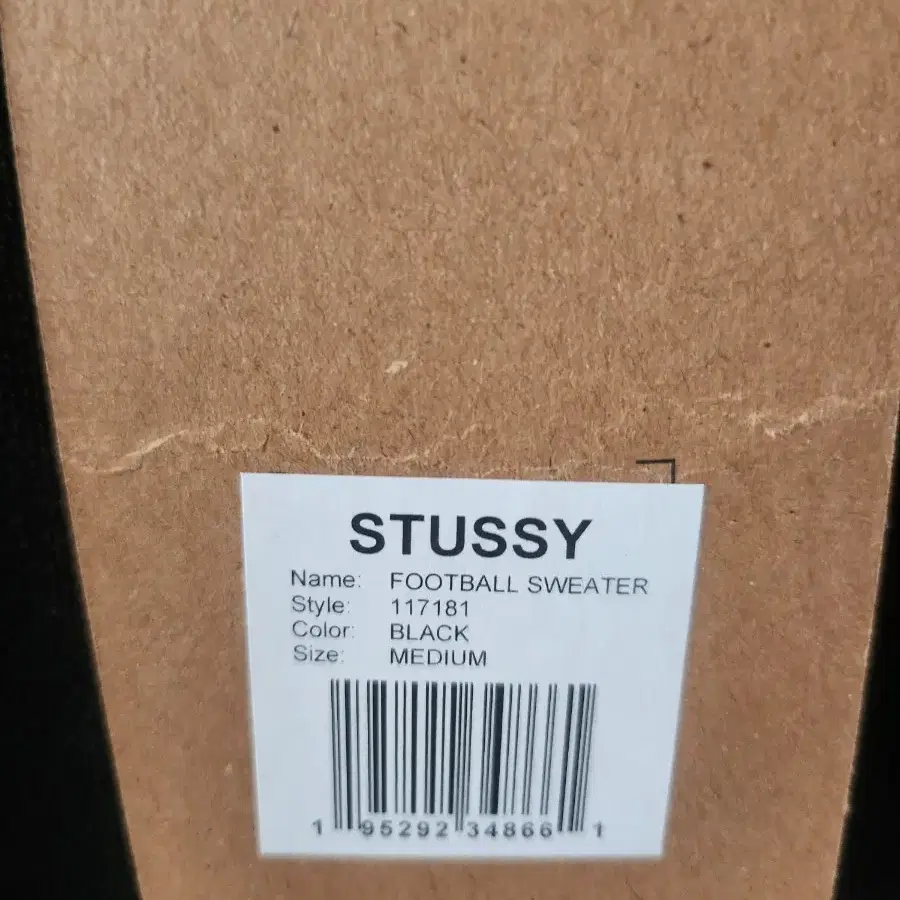 STUSSY
Name: FOOTBALL SWEATER
Style: 117181
Color: BLACK
Size: MEDIUM
1 95292 34866 1